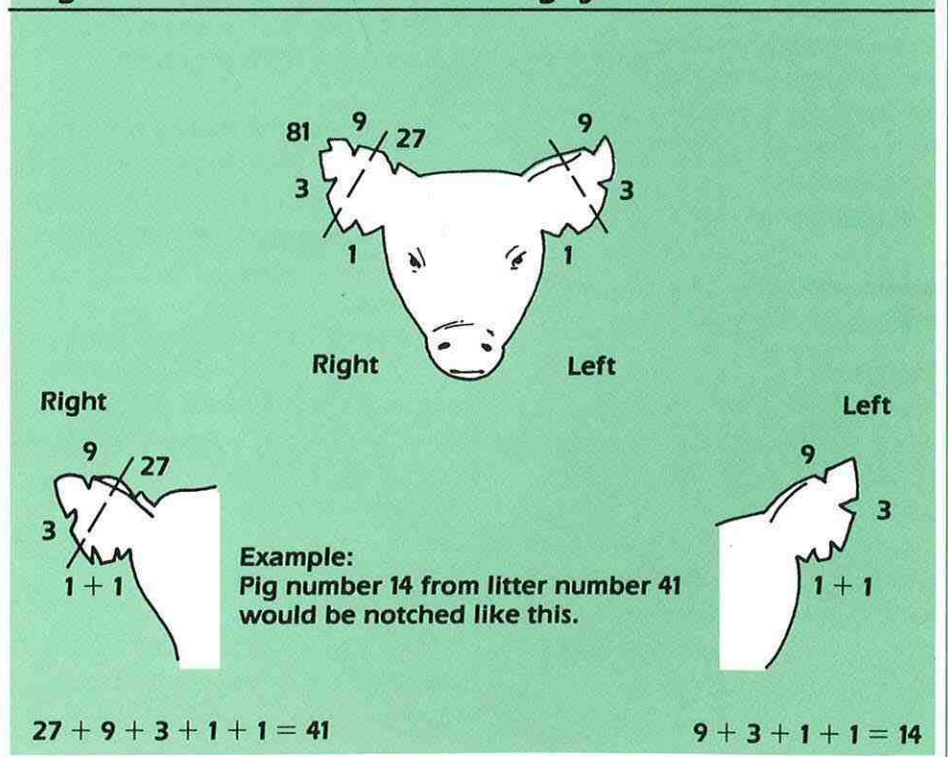 81
9
27
9
3
3
1
1
Right
Left
Right
Left
9
27
9
3
3
1 + 1
1 + 1
Example:
Pig number 14 from litter number 41
would be notched like this.
27 + 9 + 3 + 1 + 1 = 41
9 + 3 + 1 + 1 = 14